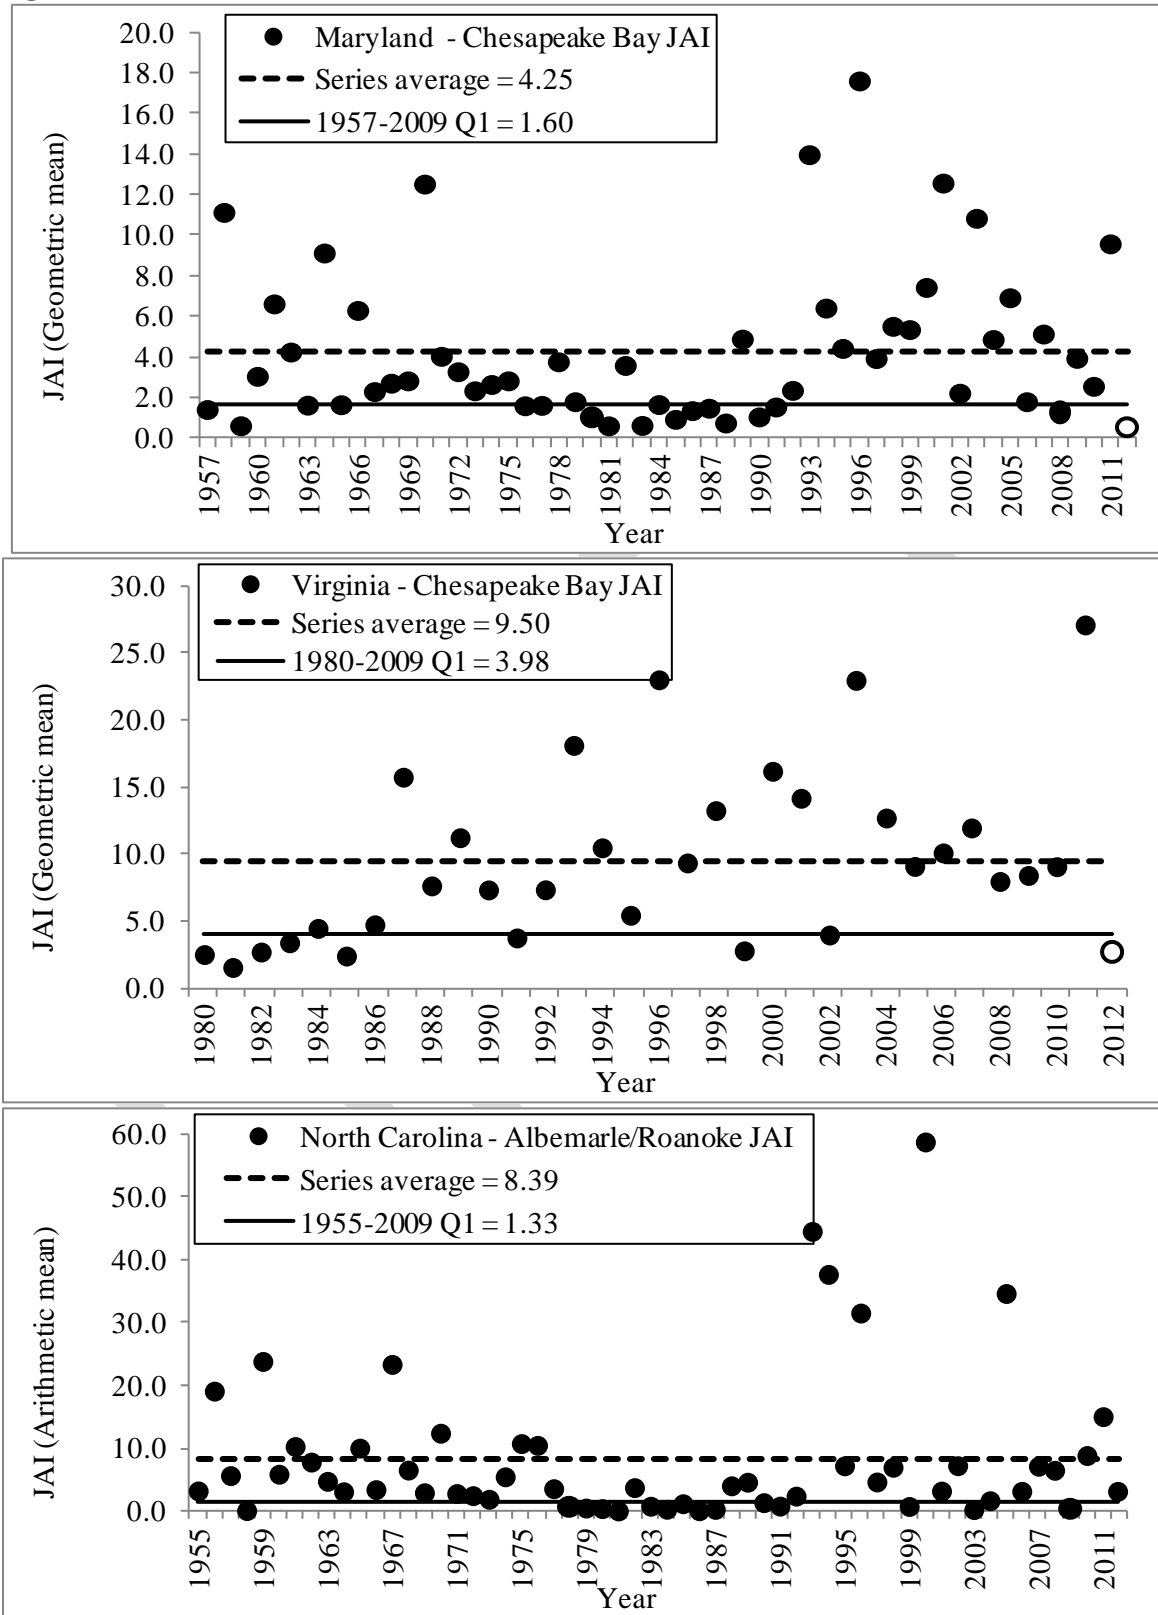 Maryland - Chesapeake Bay JAI
Series average = 4.25
1957-2009 Q1 = 1.60
JAI (Geometric mean)
20.0
18.0
16.0
14.0
12.0
10.0
8.0
6.0
4.0
2.0
0.0
1957 1960 1963 1966 1969 1972 1975 1978 1981 1984 1987 1990 1993 1996 1999 2002 2005 2008 2011
Year
Virginia - Chesapeake Bay JAI
Series average = 9.50
1980-2009 Q1 = 3.98
JAI (Geometric mean)
30.0
25.0
20.0
15.0
10.0
5.0
0.0
1980 1982 1984 1986 1988 1990 1992 1994 1996 1998 2000 2002 2004 2006 2008 2010 2012
Year
North Carolina - Albemarle/Roanoke JAI
Series average = 8.39
1955-2009 Q1 = 1.33
JAI (Arithmetic mean)
60.0
50.0
40.0
30.0
20.0
10.0
0.0
1955 1959 1963 1967 1971 1975 1979 1983 1987 1991 1995 1999 2003 2007 2011
Year